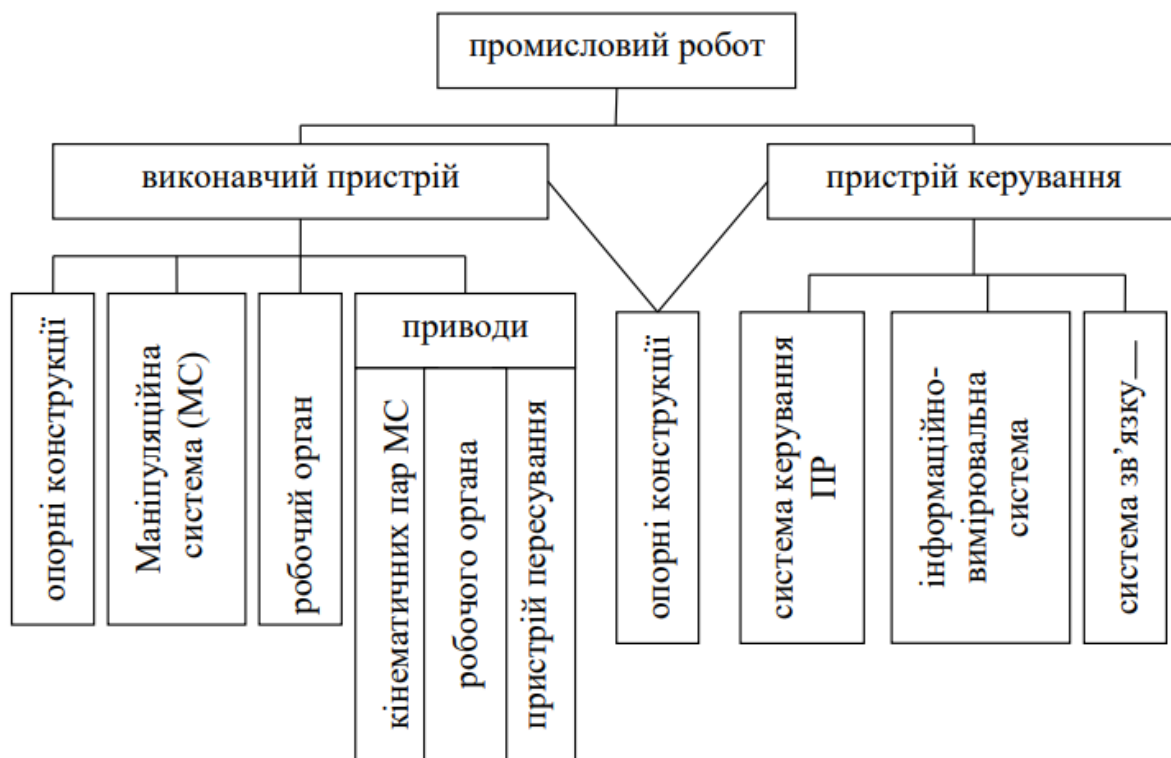 промисловий робот
виконавчий пристрій
пристрій керування
опорні конструкції
Маніпуляційна
система (МС)
робочий орган
приводи
кінематичних пар МС
робочого органа
пристрій пересування
опорні конструкції
система керування
ПР
інформаційно-
вимірювальна
система
система зв’язку—